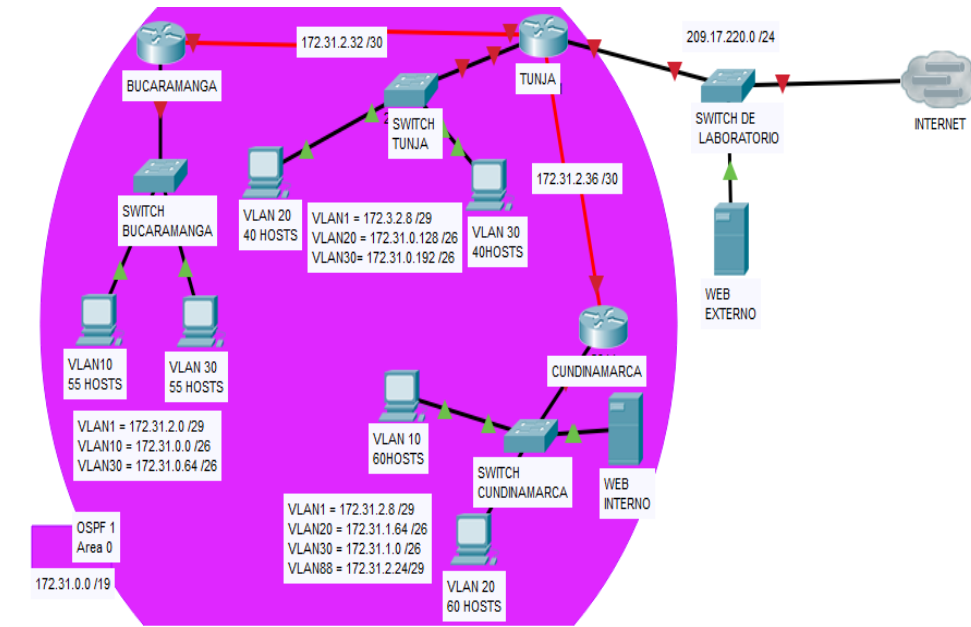 172.31.2.32 /30
BUCARAMANGA
TUNJA
209.17.220.0 /24
SWITCH DE
LABORATORIO
INTERNET
SWITCH
TUNJA
172.31.2.36 /30
SWITCH
BUCARAMANGA
VLAN 20
40 HOSTS
VLAN1 = 172.3.2.8 /29
VLAN20 = 172.31.0.128 /26
VLAN30= 172.31.0.192 /26
VLAN 30
40HOSTS
WEB
EXTERNO
VLAN10
55 HOSTS
VLAN 30
55 HOSTS
CUNDINAMARCA
VLAN1 = 172.31.2.0 /29
VLAN10 = 172.31.0.0 /26
VLAN30 = 172.31.0.64 /26
VLAN 10
60HOSTS
SWITCH
CUNDINAMARCA
WEB
INTERNO
VLAN1 = 172.31.2.8 /29
VLAN20 = 172.31.1.64 /26
VLAN30 = 172.31.1.0 /26
VLAN88 = 172.31.2.24/29
VLAN 20
60 HOSTS
OSPF 1
Area 0
172.31.0.0 /19